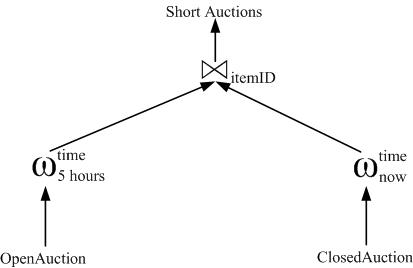 Short Auctions
⋈ itemID
ω time 5 hours
ω time now
OpenAuction
ClosedAuction